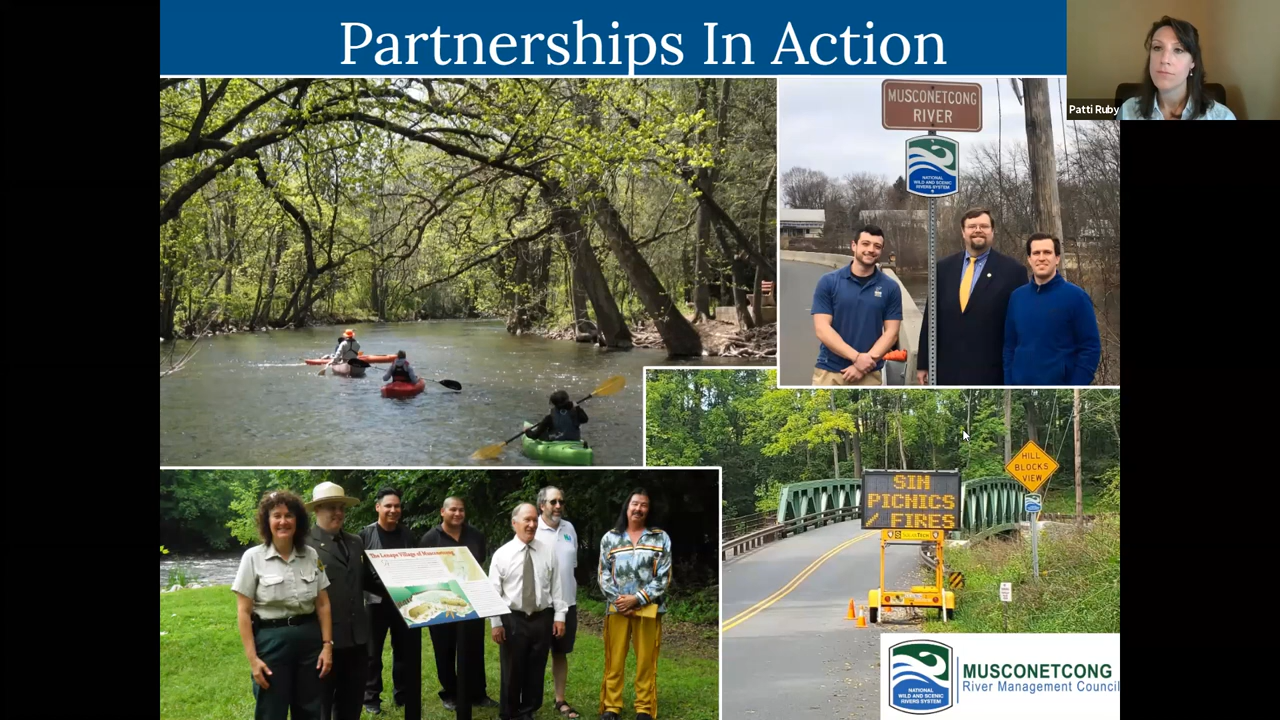 Partnerships In Action
Patti Ruby
MUSCONETCONG
RIVER
NATIONAL
WILD AND SCENIC
RIVERS SYSTEM
HILL
BLOCKS
VIEW
SIN
PICNICS
/ FIRES
SOLARTECH
The Lenape Village of Musconetcong
NATIONAL
WILD AND SCENIC
RIVERS SYSTEM
MUSCONETCONG
River Management Council